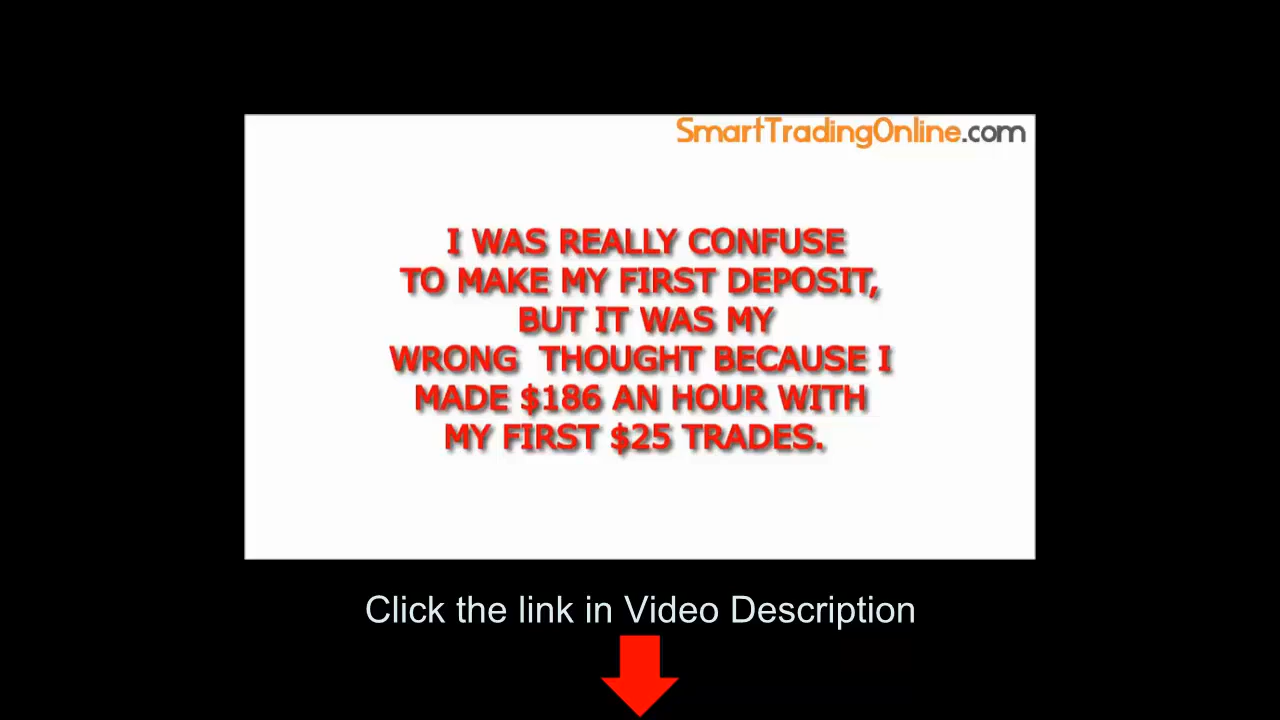 SmartTradingOnline.com
I WAS REALLY CONFUSE
TO MAKE MY FIRST DEPOSIT,
BUT IT WAS MY
WRONG THOUGHT BECAUSE I
MADE $186 AN HOUR WITH
MY FIRST $25 TRADES.
Click the link in Video Description